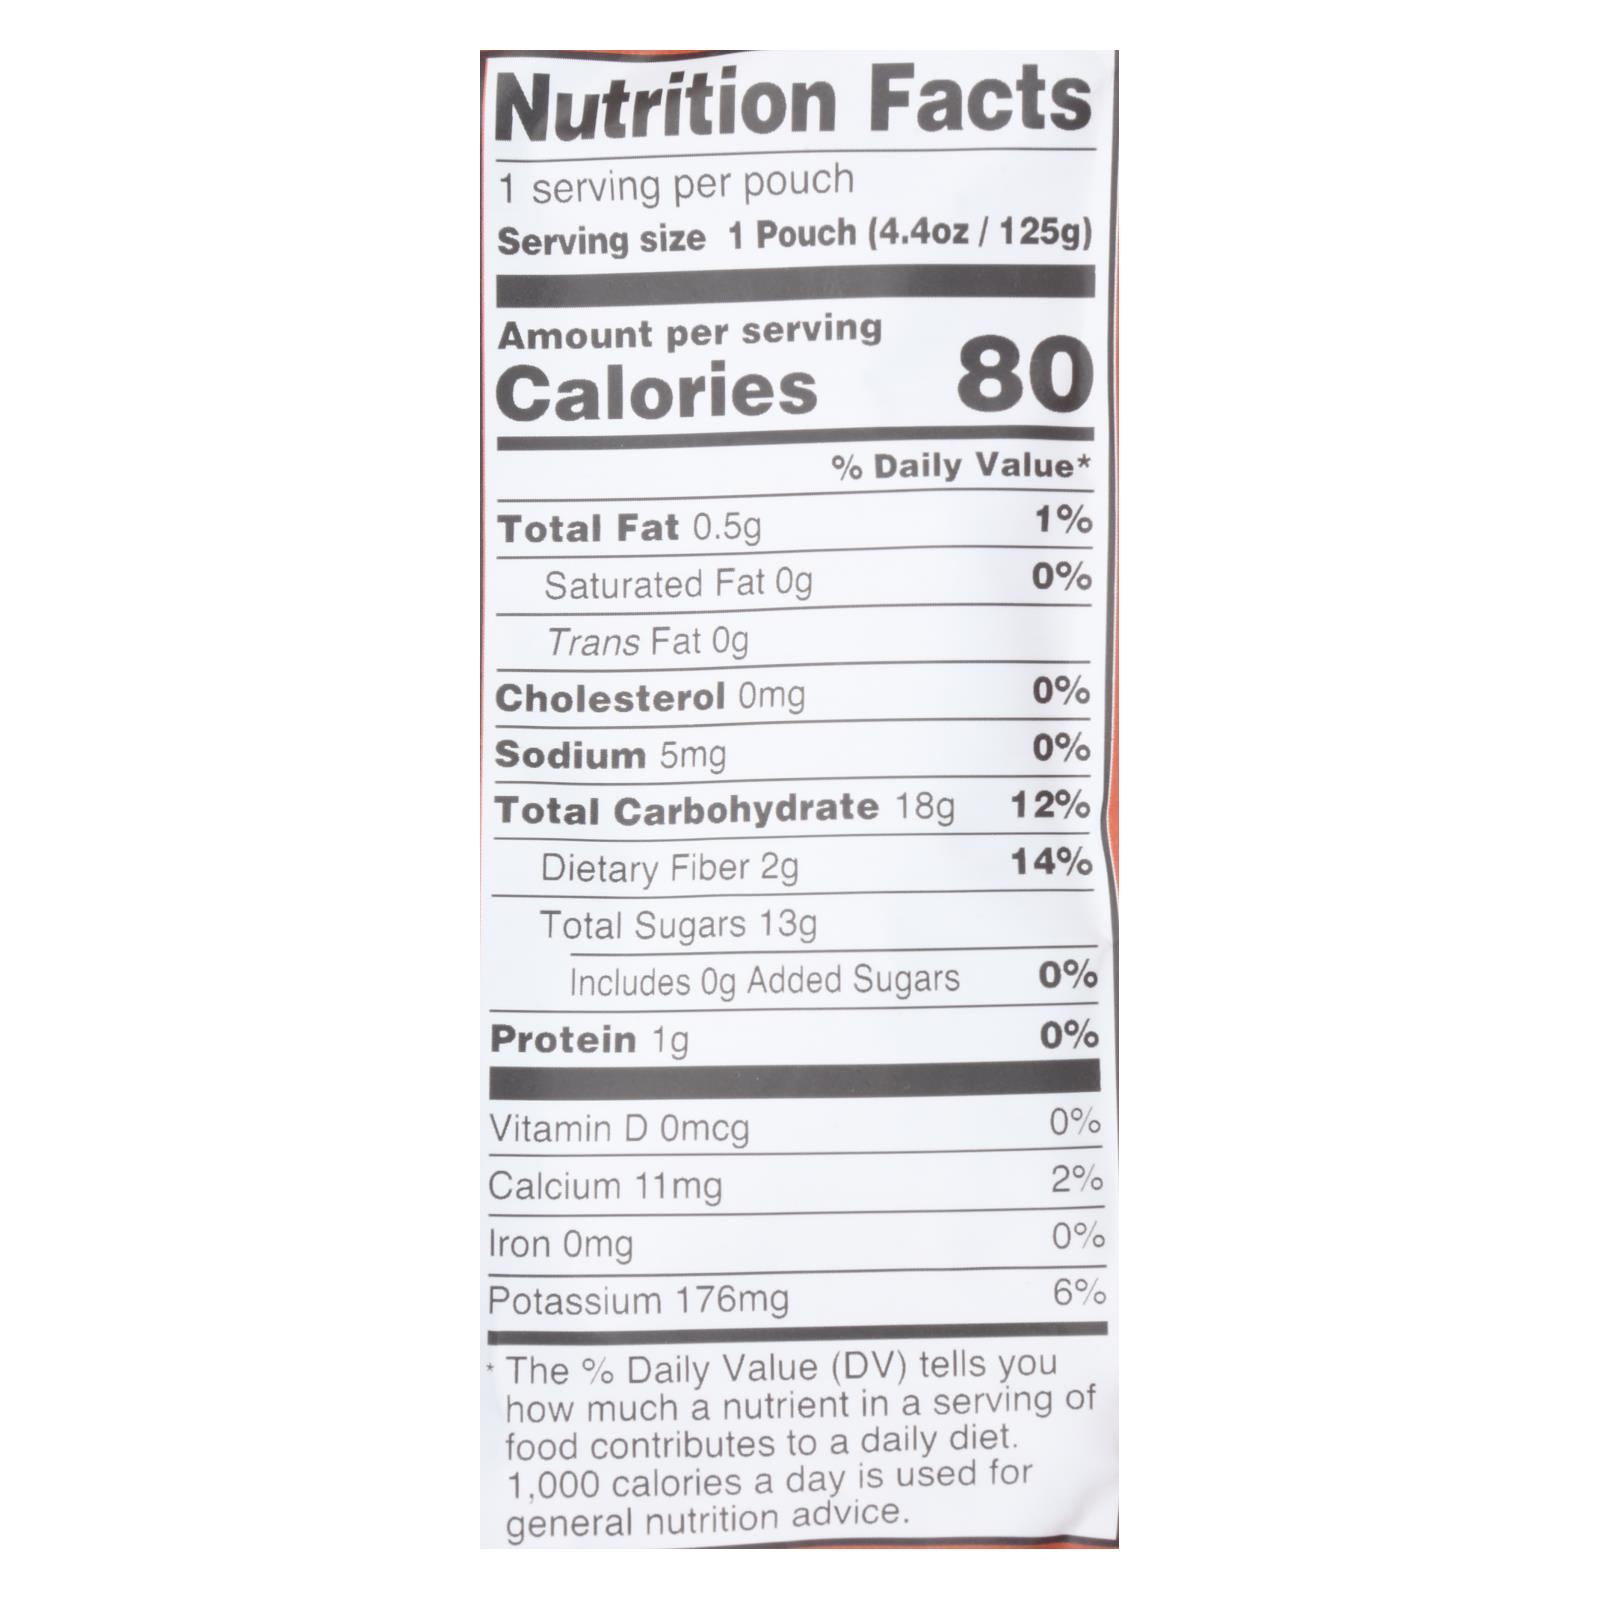 Nutrition Facts
1 serving per pouch
Serving size 1 Pouch (4.4oz / 125g)
Amount per serving
Calories 80
% Daily Value*
Total Fat 0.5g 1%
Saturated Fat 0g 0%
Trans Fat 0g
Cholesterol 0mg 0%
Sodium 5mg 0%
Total Carbohydrate 18g 12%
Dietary Fiber 2g 14%
Total Sugars 13g
Includes 0g Added Sugars 0%
Protein 1g 0%
Vitamin D 0mcg 0%
Calcium 11mg 2%
Iron 0mg 0%
Potassium 176mg 6%
* The % Daily Value (DV) tells you
how much a nutrient in a serving of
food contributes to a daily diet.
1,000 calories a day is used for
general nutrition advice.